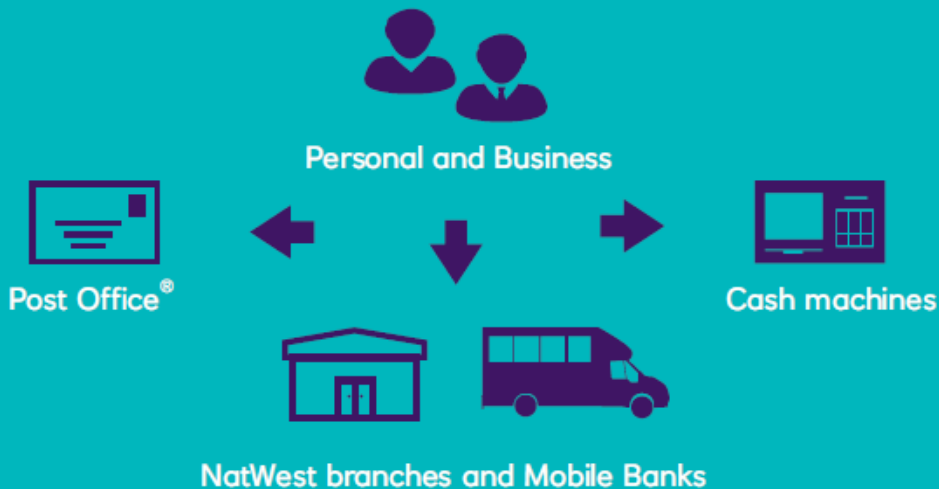 Personal and Business
Post Office®
Cash machines
NatWest branches and Mobile Banks